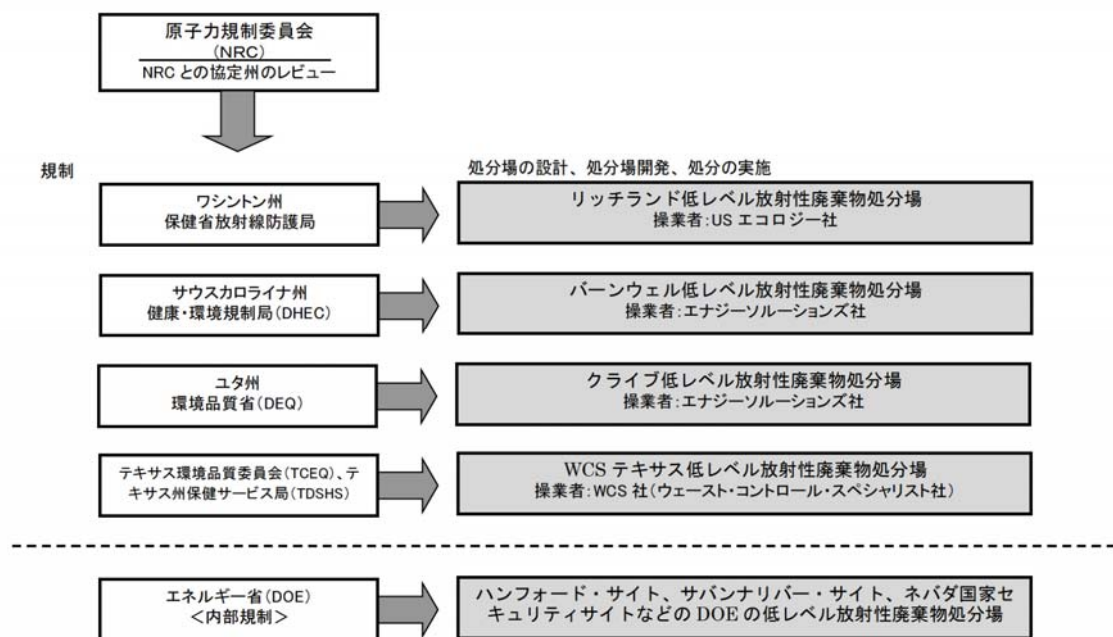 原子力規制委員会
(NRC)
NRC との協定州のレビュー
規制
処分場の設計、処分場開発、処分の実施
ワシントン州
保健省放射線防護局
リッチランド低レベル放射性廃棄物処分場
操業者:US エコロジー社
サウスカロライナ州
健康・環境規制局(DHEC)
バーンウェル低レベル放射性廃棄物処分場
操業者:エナジーソルーションズ社
ユタ州
環境品質省(DEQ)
クライブ低レベル放射性廃棄物処分場
操業者:エナジーソルーションズ社
テキサス環境品質委員会(TCEQ)、テ
キサス州保健サービス局(TDSHS)
WCS テキサス低レベル放射性廃棄物処分場
操業者:WCS 社(ウェースト・コントロール・スペシャリスト社)
エネルギー省(DOE)
<内部規制>
ハンフォード・サイト、サバンナリバー・サイト、ネバダ国家セ
キュリティサイトなどの DOE の低レベル放射性廃棄物処分場